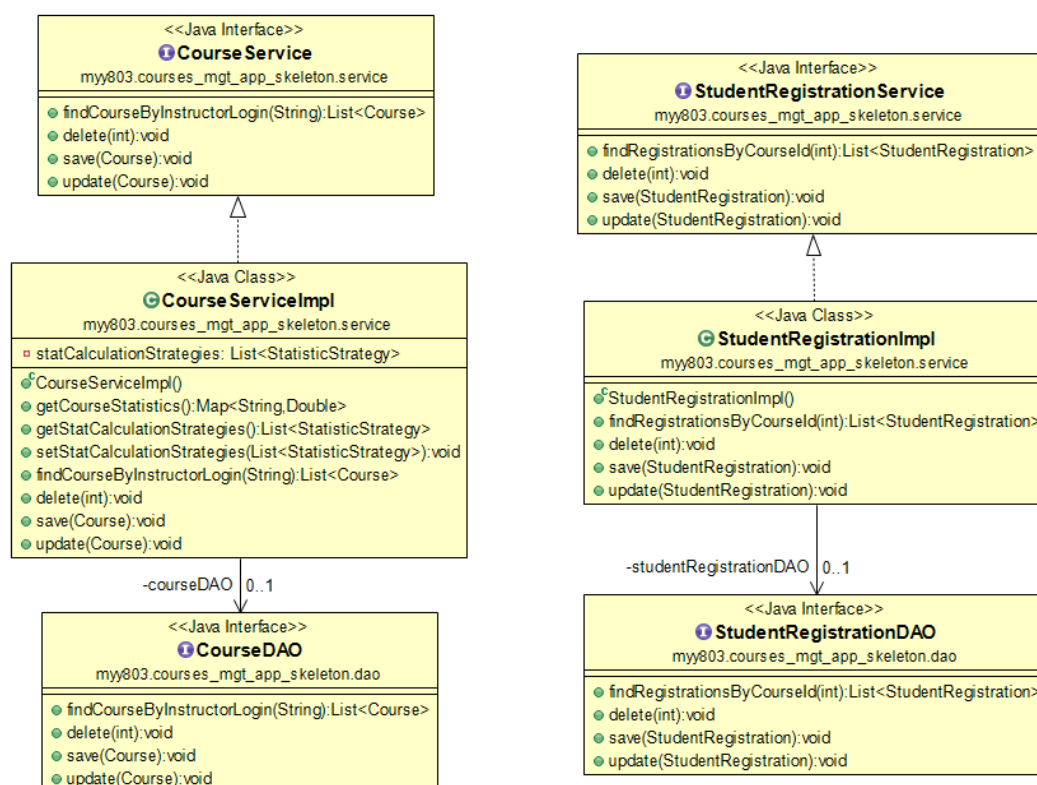 <<Java Interface>>
CourseService
myy803.courses_mgt_app_skeleton.service
findCourseByInstructorLogin(String):List<Course>
delete(int):void
save(Course):void
update(Course):void
<<Java Class>>
CourseServiceImpl
myy803.courses_mgt_app_skeleton.service
statCalculationStrategies: List<StatisticStrategy>
CourseServiceImpl()
getCourseStatistics():Map<String,Double>
getStatCalculationStrategies():List<StatisticStrategy>
setStatCalculationStrategies(List<StatisticStrategy>):void
findCourseByInstructorLogin(String):List<Course>
delete(int):void
save(Course):void
update(Course):void
-courseDAO 0..1
<<Java Interface>>
CourseDAO
myy803.courses_mgt_app_skeleton.dao
findCourseByInstructorLogin(String):List<Course>
delete(int):void
save(Course):void
update(Course):void
<<Java Interface>>
StudentRegistrationService
myy803.courses_mgt_app_skeleton.service
findRegistrationsByCourseId(int):List<StudentRegistration>
delete(int):void
save(StudentRegistration):void
update(StudentRegistration):void
<<Java Class>>
StudentRegistrationImpl
myy803.courses_mgt_app_skeleton.service
StudentRegistrationImpl()
findRegistrationsByCourseId(int):List<StudentRegistration>
delete(int):void
save(StudentRegistration):void
update(StudentRegistration):void
-studentRegistrationDAO 0..1
<<Java Interface>>
StudentRegistrationDAO
myy803.courses_mgt_app_skeleton.dao
findRegistrationsByCourseId(int):List<StudentRegistration>
delete(int):void
save(StudentRegistration):void
update(StudentRegistration):void